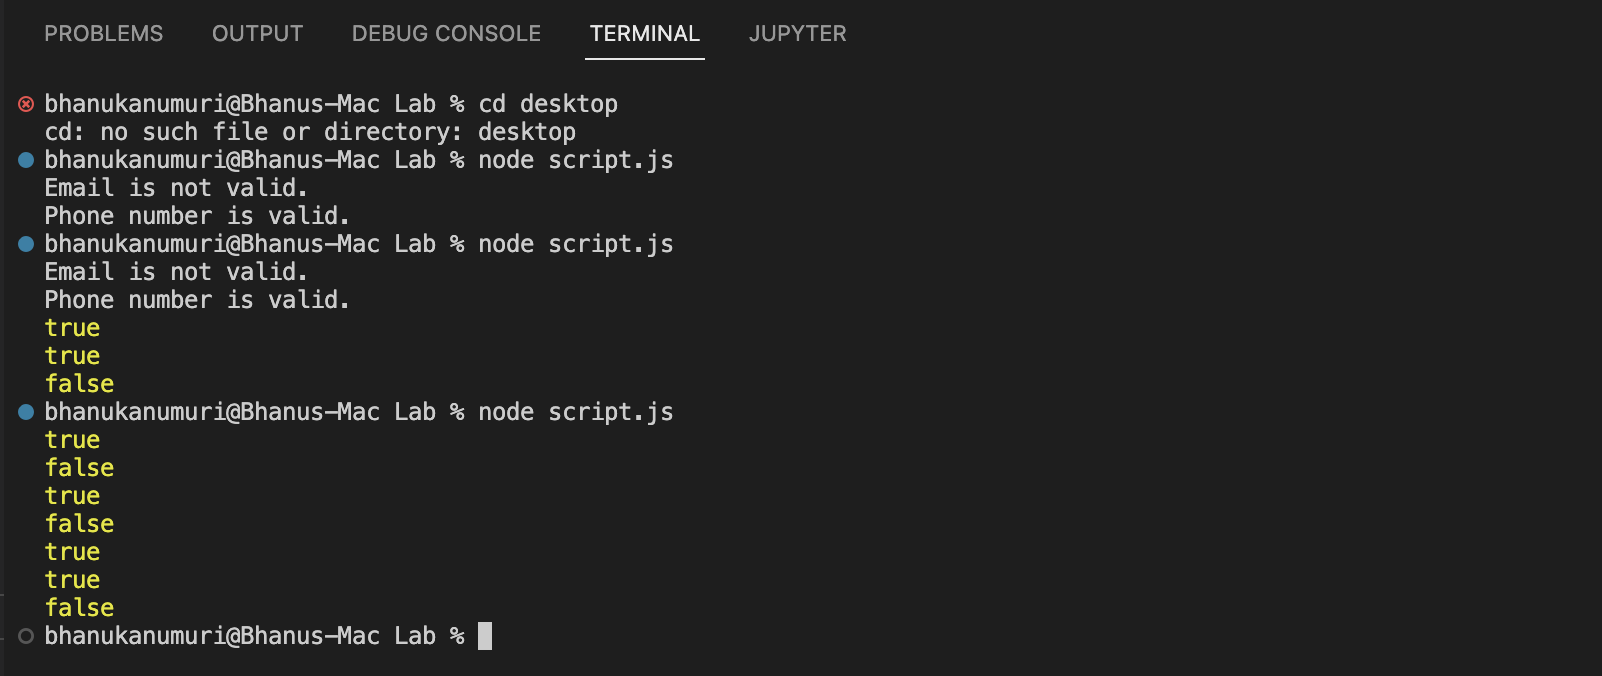 PROBLEMS OUTPUT DEBUG CONSOLE TERMINAL JUPYTER
bhanukanumuri@Bhanus-Mac Lab % cd desktop
cd: no such file or directory: desktop
bhanukanumuri@Bhanus-Mac Lab % node script.js
Email is not valid.
Phone number is valid.
bhanukanumuri@Bhanus-Mac Lab % node script.js
Email is not valid.
Phone number is valid.
true
true
false
bhanukanumuri@Bhanus-Mac Lab % node script.js
true
false
true
false
true
true
false
bhanukanumuri@Bhanus-Mac Lab %